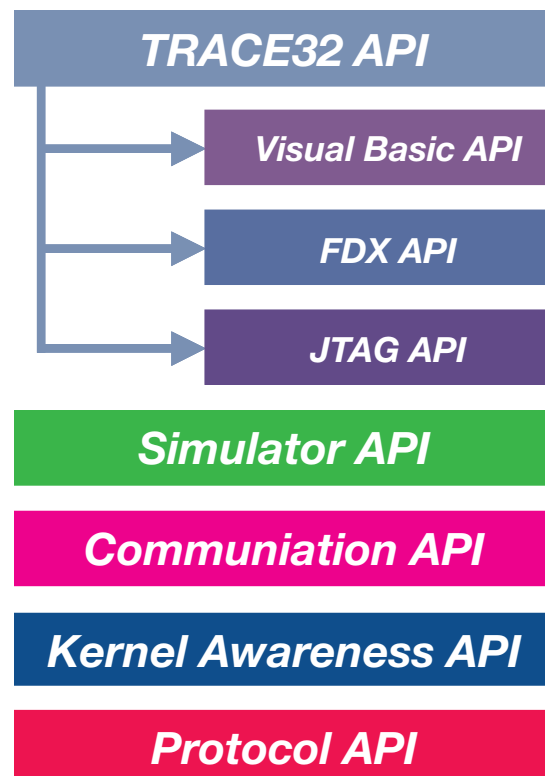 TRACE32 API
Visual Basic API
FDX API
JTAG API
Simulator API
Communiation API
Kernel Awareness API
Protocol API